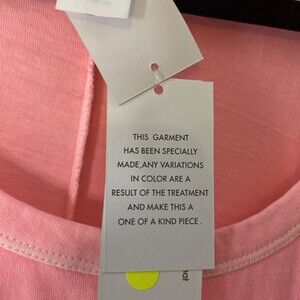 THIS GARMENT
HAS BEEN SPECIALLY
MADE,ANY VARIATIONS
IN COLOR ARE A
RESULT OF THE TREATMENT
AND MAKE THIS A
ONE OF A KIND PIECE .